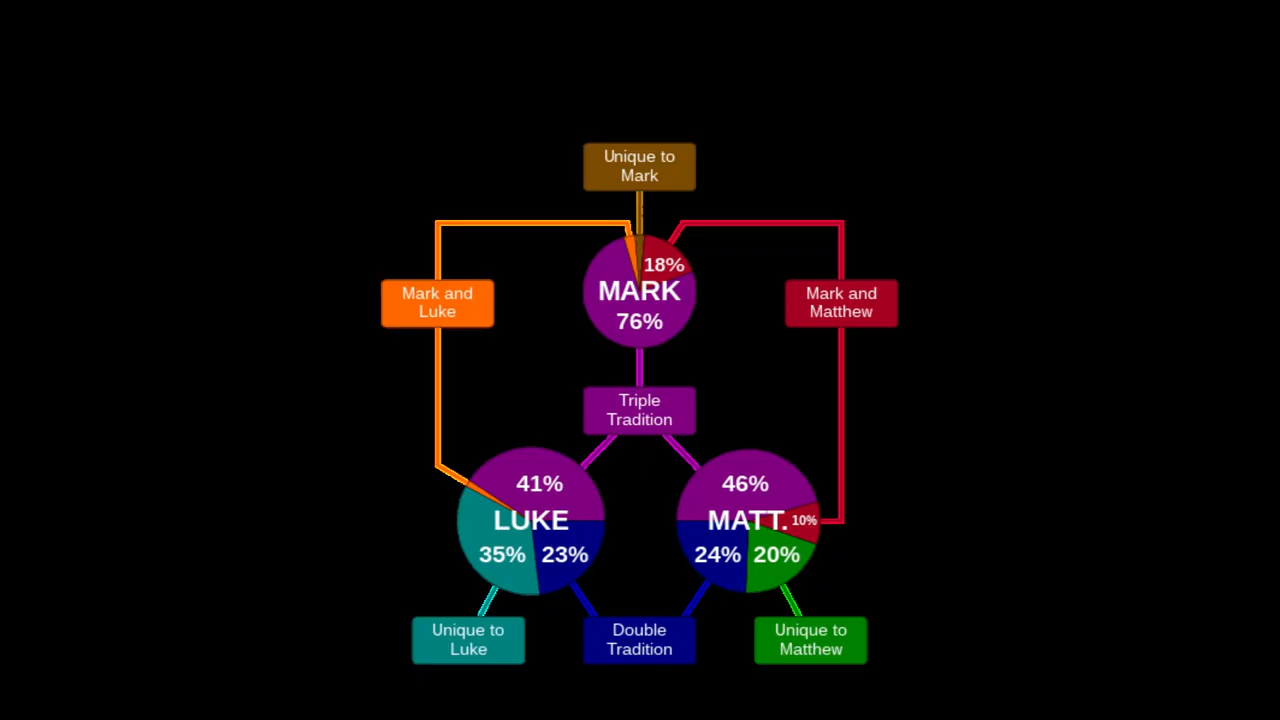 Unique to
Mark
18%
MARK
76%
Mark and
Luke
Mark and
Matthew
Triple
Tradition
41%
LUKE
35%
23%
46%
MATT.
10%
24%
20%
Unique to
Luke
Double
Tradition
Unique to
Matthew